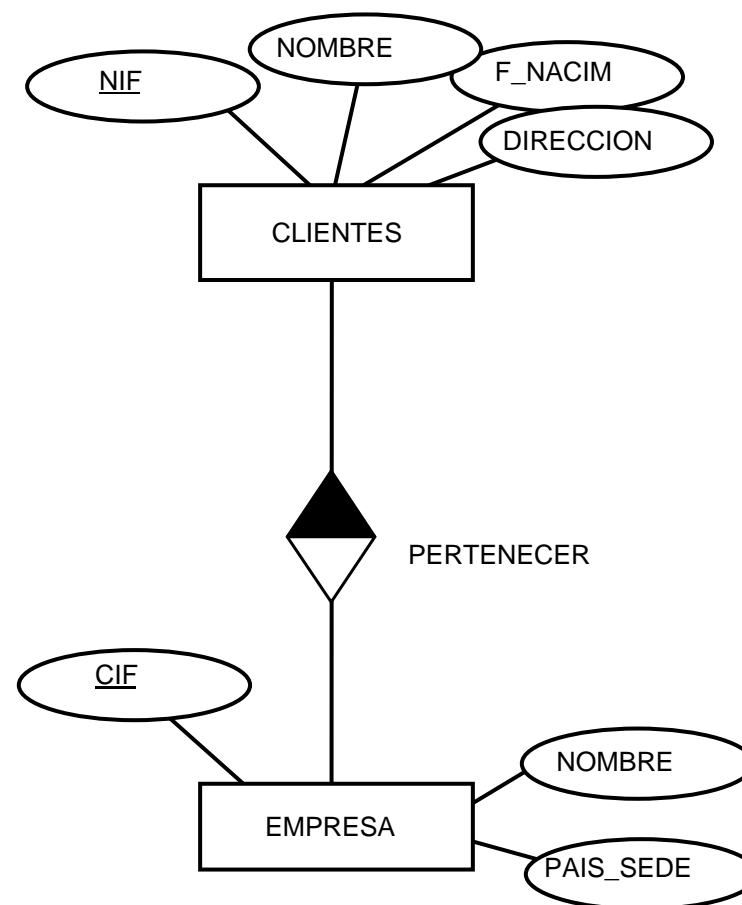 NOMBRE
NIF
F_NACIM
DIRECCION
CLIENTES
PERTENECER
CIF
NOMBRE
EMPRESA
PAIS_SEDE